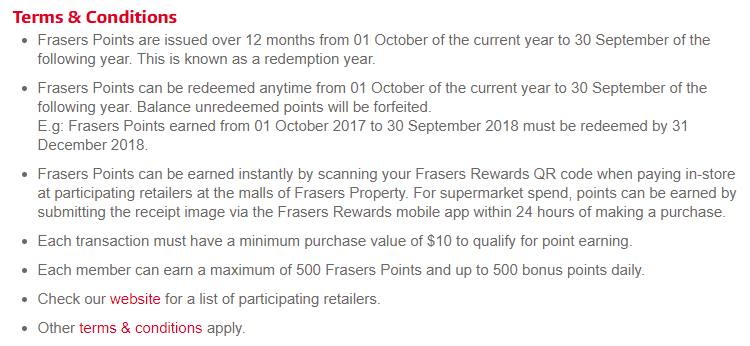 Terms & Conditions
• Frasers Points are issued over 12 months from 01 October of the current year to 30 September of the
following year. This is known as a redemption year.
• Frasers Points can be redeemed anytime from 01 October of the current year to 30 September of the
following year. Balance unredeemed points will be forfeited.
E.g: Frasers Points earned from 01 October 2017 to 30 September 2018 must be redeemed by 31
December 2018.
• Frasers Points can be earned instantly by scanning your Frasers Rewards QR code when paying in-store
at participating retailers at the malls of Frasers Property. For supermarket spend, points can be earned by
submitting the receipt image via the Frasers Rewards mobile app within 24 hours of making a purchase.
• Each transaction must have a minimum purchase value of $10 to qualify for point earning.
• Each member can earn a maximum of 500 Frasers Points and up to 500 bonus points daily.
• Check our website for a list of participating retailers.
• Other terms & conditions apply.